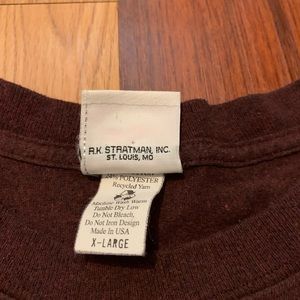 R.K. STRATMAN, INC.
ST. LOUIS, MO
POLYESTER
Recycled Yarn
Machine Wash Warm
Tumble Dry Low
Do Not Bleach,
Do Not Iron Design
Made In USA
X-LARGE